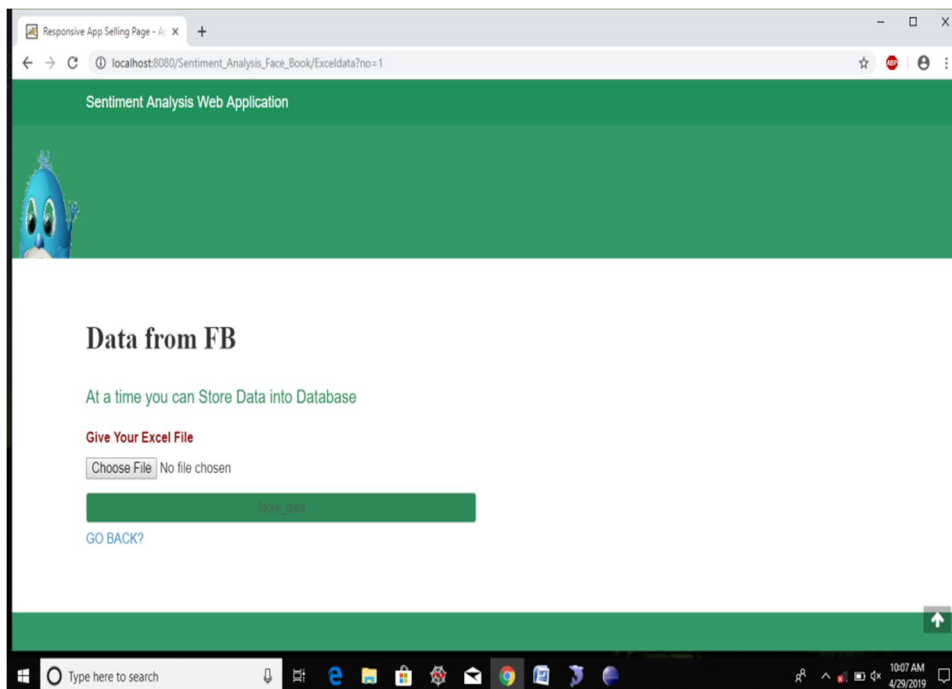 Responsive App Selling Page - A
localhost:8080/Sentiment_Analysis_Face_Book/Exceldata?no=1
ABP
Sentiment Analysis Web Application
Data from FB
At a time you can Store Data into Database
Give Your Excel File
Choose File No file chosen
Store_data
GO BACK?
Type here to search
10:07 AM
4/29/2019